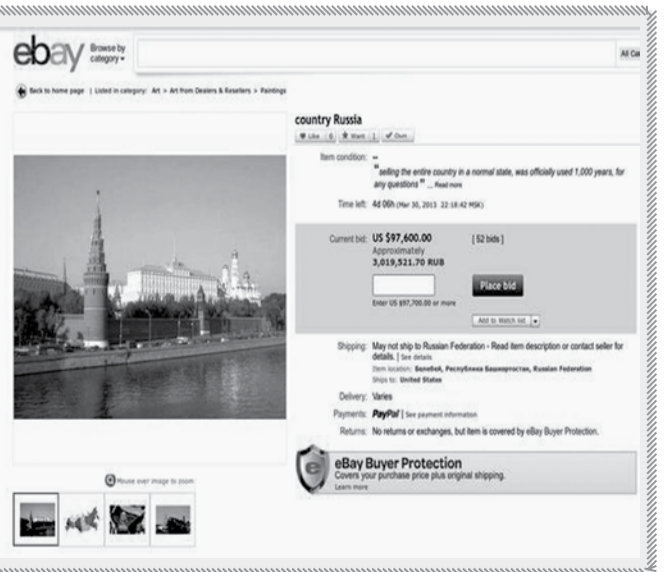 ebay
Browse by
category
All Ca
Back to home page | Listed in category: Art > Art from Dealers & Resellers > Paintings
country Russia
Like 6 Want 1 Own
Item condition: --
" selling the entire country in a normal state, was officially used 1,000 years, for
any questions " ... Read more
Time left: 4d 06h (Mar 30, 2013 22:18:42 MSK)
Current bid: US $97,600.00 [ 52 bids ]
Approximately
3,019,521.70 RUB
Place bid
Enter US $97,700.00 or more
Add to Watch list
Shipping: May not ship to Russian Federation - Read item description or contact seller for
details. | See details
Item location: Белебей, Республика Башкортостан, Russian Federation
Ships to: United States
Delivery: Varies
Payments: PayPal | See payment information
Returns: No returns or exchanges, but item is covered by eBay Buyer Protection.
e
eBay Buyer Protection
Covers your purchase price plus original shipping.
Learn more
Mouse over image to zoom